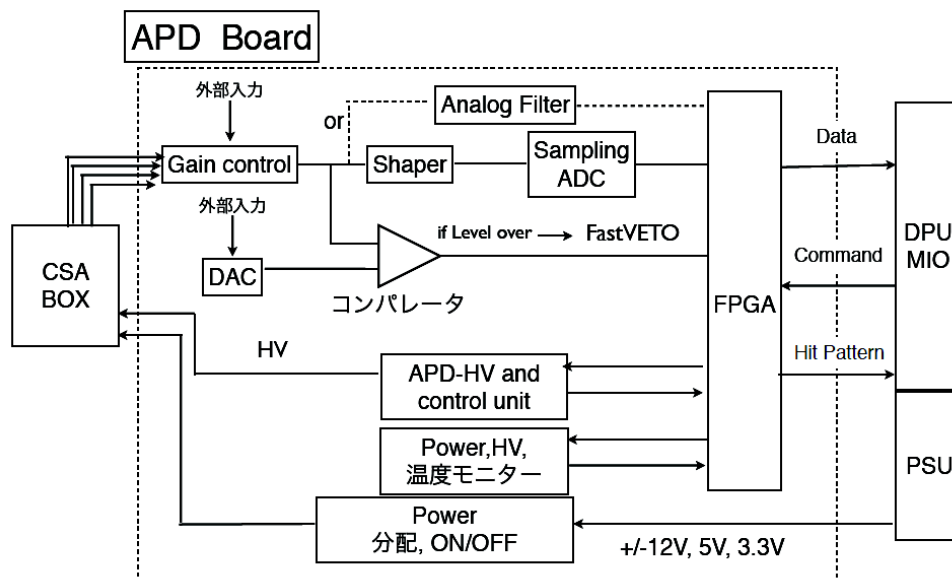 APD Board
外部入力
Analog Filter
or
Gain control
Shaper
Sampling
ADC
Data
外部入力
if Level over
FastVETO
DAC
コンパレータ
CSA
BOX
FPGA
Command
DPU
MIO
HV
APD-HV and
control unit
Hit Pattern
Power,HV,
温度モニター
PSU
Power
分配, ON/OFF
+/-12V, 5V, 3.3V